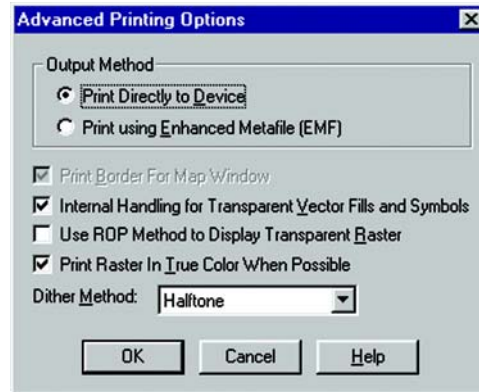 Advanced Printing Options
Output Method
Print Directly to Device
Print using Enhanced Metafile (EMF)
Print Border For Map Window
Internal Handling for Transparent Vector Fills and Symbols
Use ROP Method to Display Transparent Raster
Print Raster In True Color When Possible
Dither Method: Halftone
OK Cancel Help